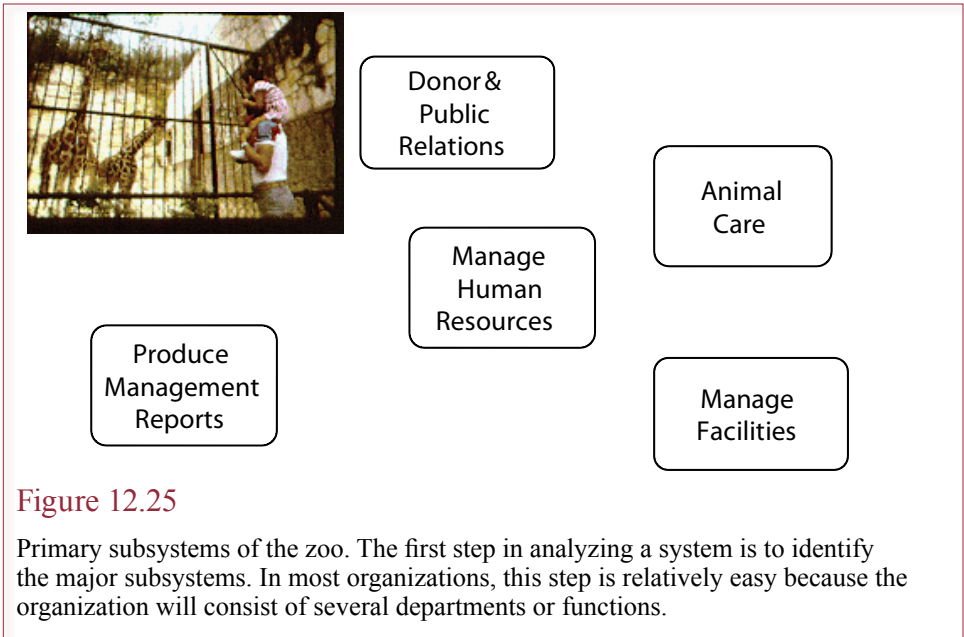 Donor &
Public
Relations
Animal
Care
Manage
Human
Resources
Produce
Management
Reports
Manage
Facilities
Figure 12.25
Primary subsystems of the zoo. The first step in analyzing a system is to identify
the major subsystems. In most organizations, this step is relatively easy because the
organization will consist of several departments or functions.